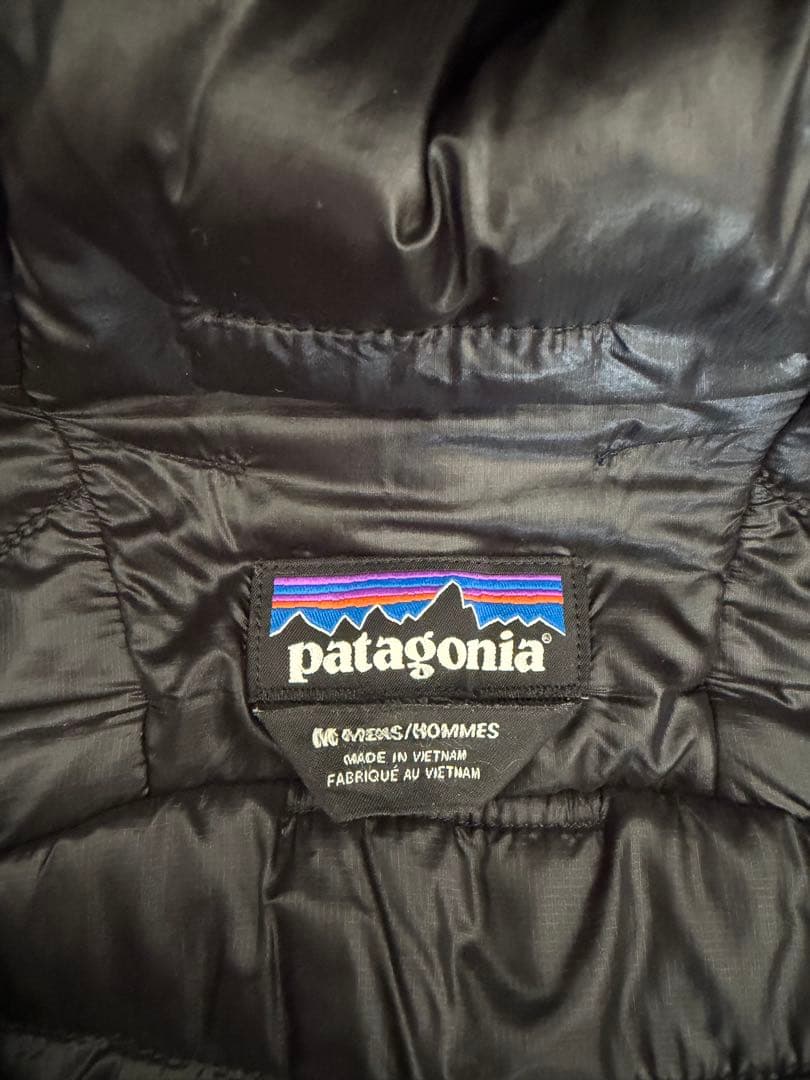 patagonia®
M MENS/HOMMES
MADE IN VIETNAM
FABRIQUÉ AU VIETNAM